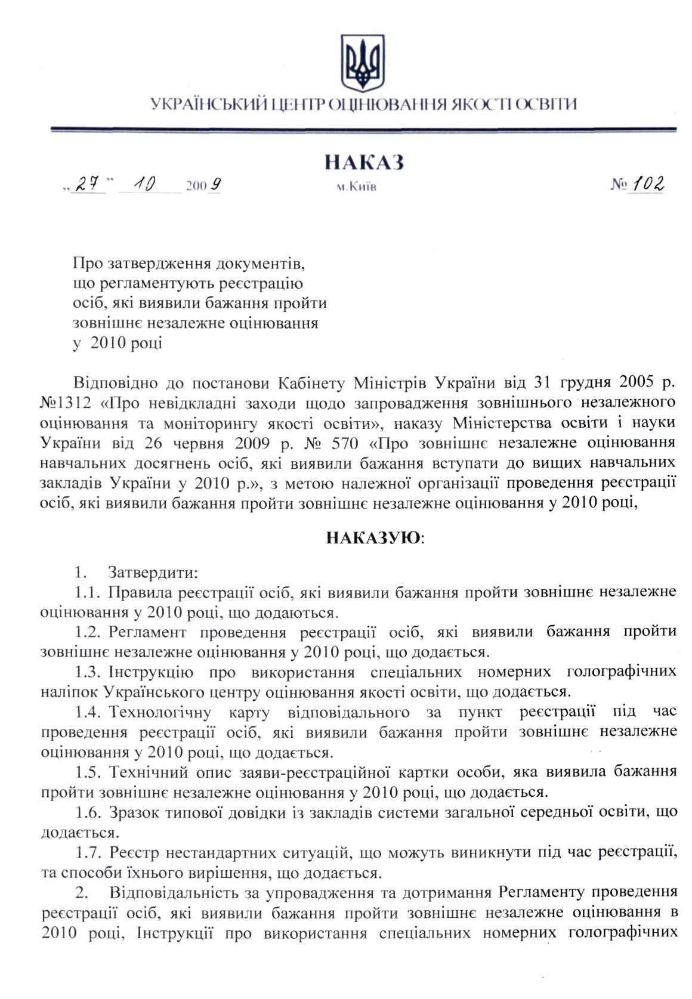 УКРАЇНСЬКИЙ ЦЕНТР ОЦІНЮВАННЯ ЯКОСТІ ОСВІТИ
НАКАЗ
„ 27 ” 10 2009 м.Київ № 102
Про затвердження документів,
що регламентують реєстрацію
осіб, які виявили бажання пройти
зовнішнє незалежне оцінювання
у 2010 році
Відповідно до постанови Кабінету Міністрів України від 31 грудня 2005 р.
№1312 «Про невідкладні заходи щодо запровадження зовнішнього незалежного
оцінювання та моніторингу якості освіти», наказу Міністерства освіти і науки
України від 26 червня 2009 р. № 570 «Про зовнішнє незалежне оцінювання
навчальних досягнень осіб, які виявили бажання вступати до вищих навчальних
закладів України у 2010 р.», з метою належної організації проведення реєстрації
осіб, які виявили бажання пройти зовнішнє незалежне оцінювання у 2010 році,
НАКАЗУЮ:
1. Затвердити:
1.1. Правила реєстрації осіб, які виявили бажання пройти зовнішнє незалежне
оцінювання у 2010 році, що додаються.
1.2. Регламент проведення реєстрації осіб, які виявили бажання пройти
зовнішнє незалежне оцінювання у 2010 році, що додається.
1.3. Інструкцію про використання спеціальних номерних голографічних
наліпок Українського центру оцінювання якості освіти, що додається.
1.4. Технологічну карту відповідального за пункт реєстрації під час
проведення реєстрації осіб, які виявили бажання пройти зовнішнє незалежне
оцінювання у 2010 році, що додається.
1.5. Технічний опис заяви-реєстраційної картки особи, яка виявила бажання
пройти зовнішнє незалежне оцінювання у 2010 році, що додається.
1.6. Зразок типової довідки із закладів системи загальної середньої освіти, що
додається.
1.7. Реєстр нестандартних ситуацій, що можуть виникнути під час реєстрації,
та способи їхнього вирішення, що додається.
2. Відповідальність за упровадження та дотримання Регламенту проведення
реєстрації осіб, які виявили бажання пройти зовнішнє незалежне оцінювання в
2010 році, Інструкції про використання спеціальних номерних голографічних